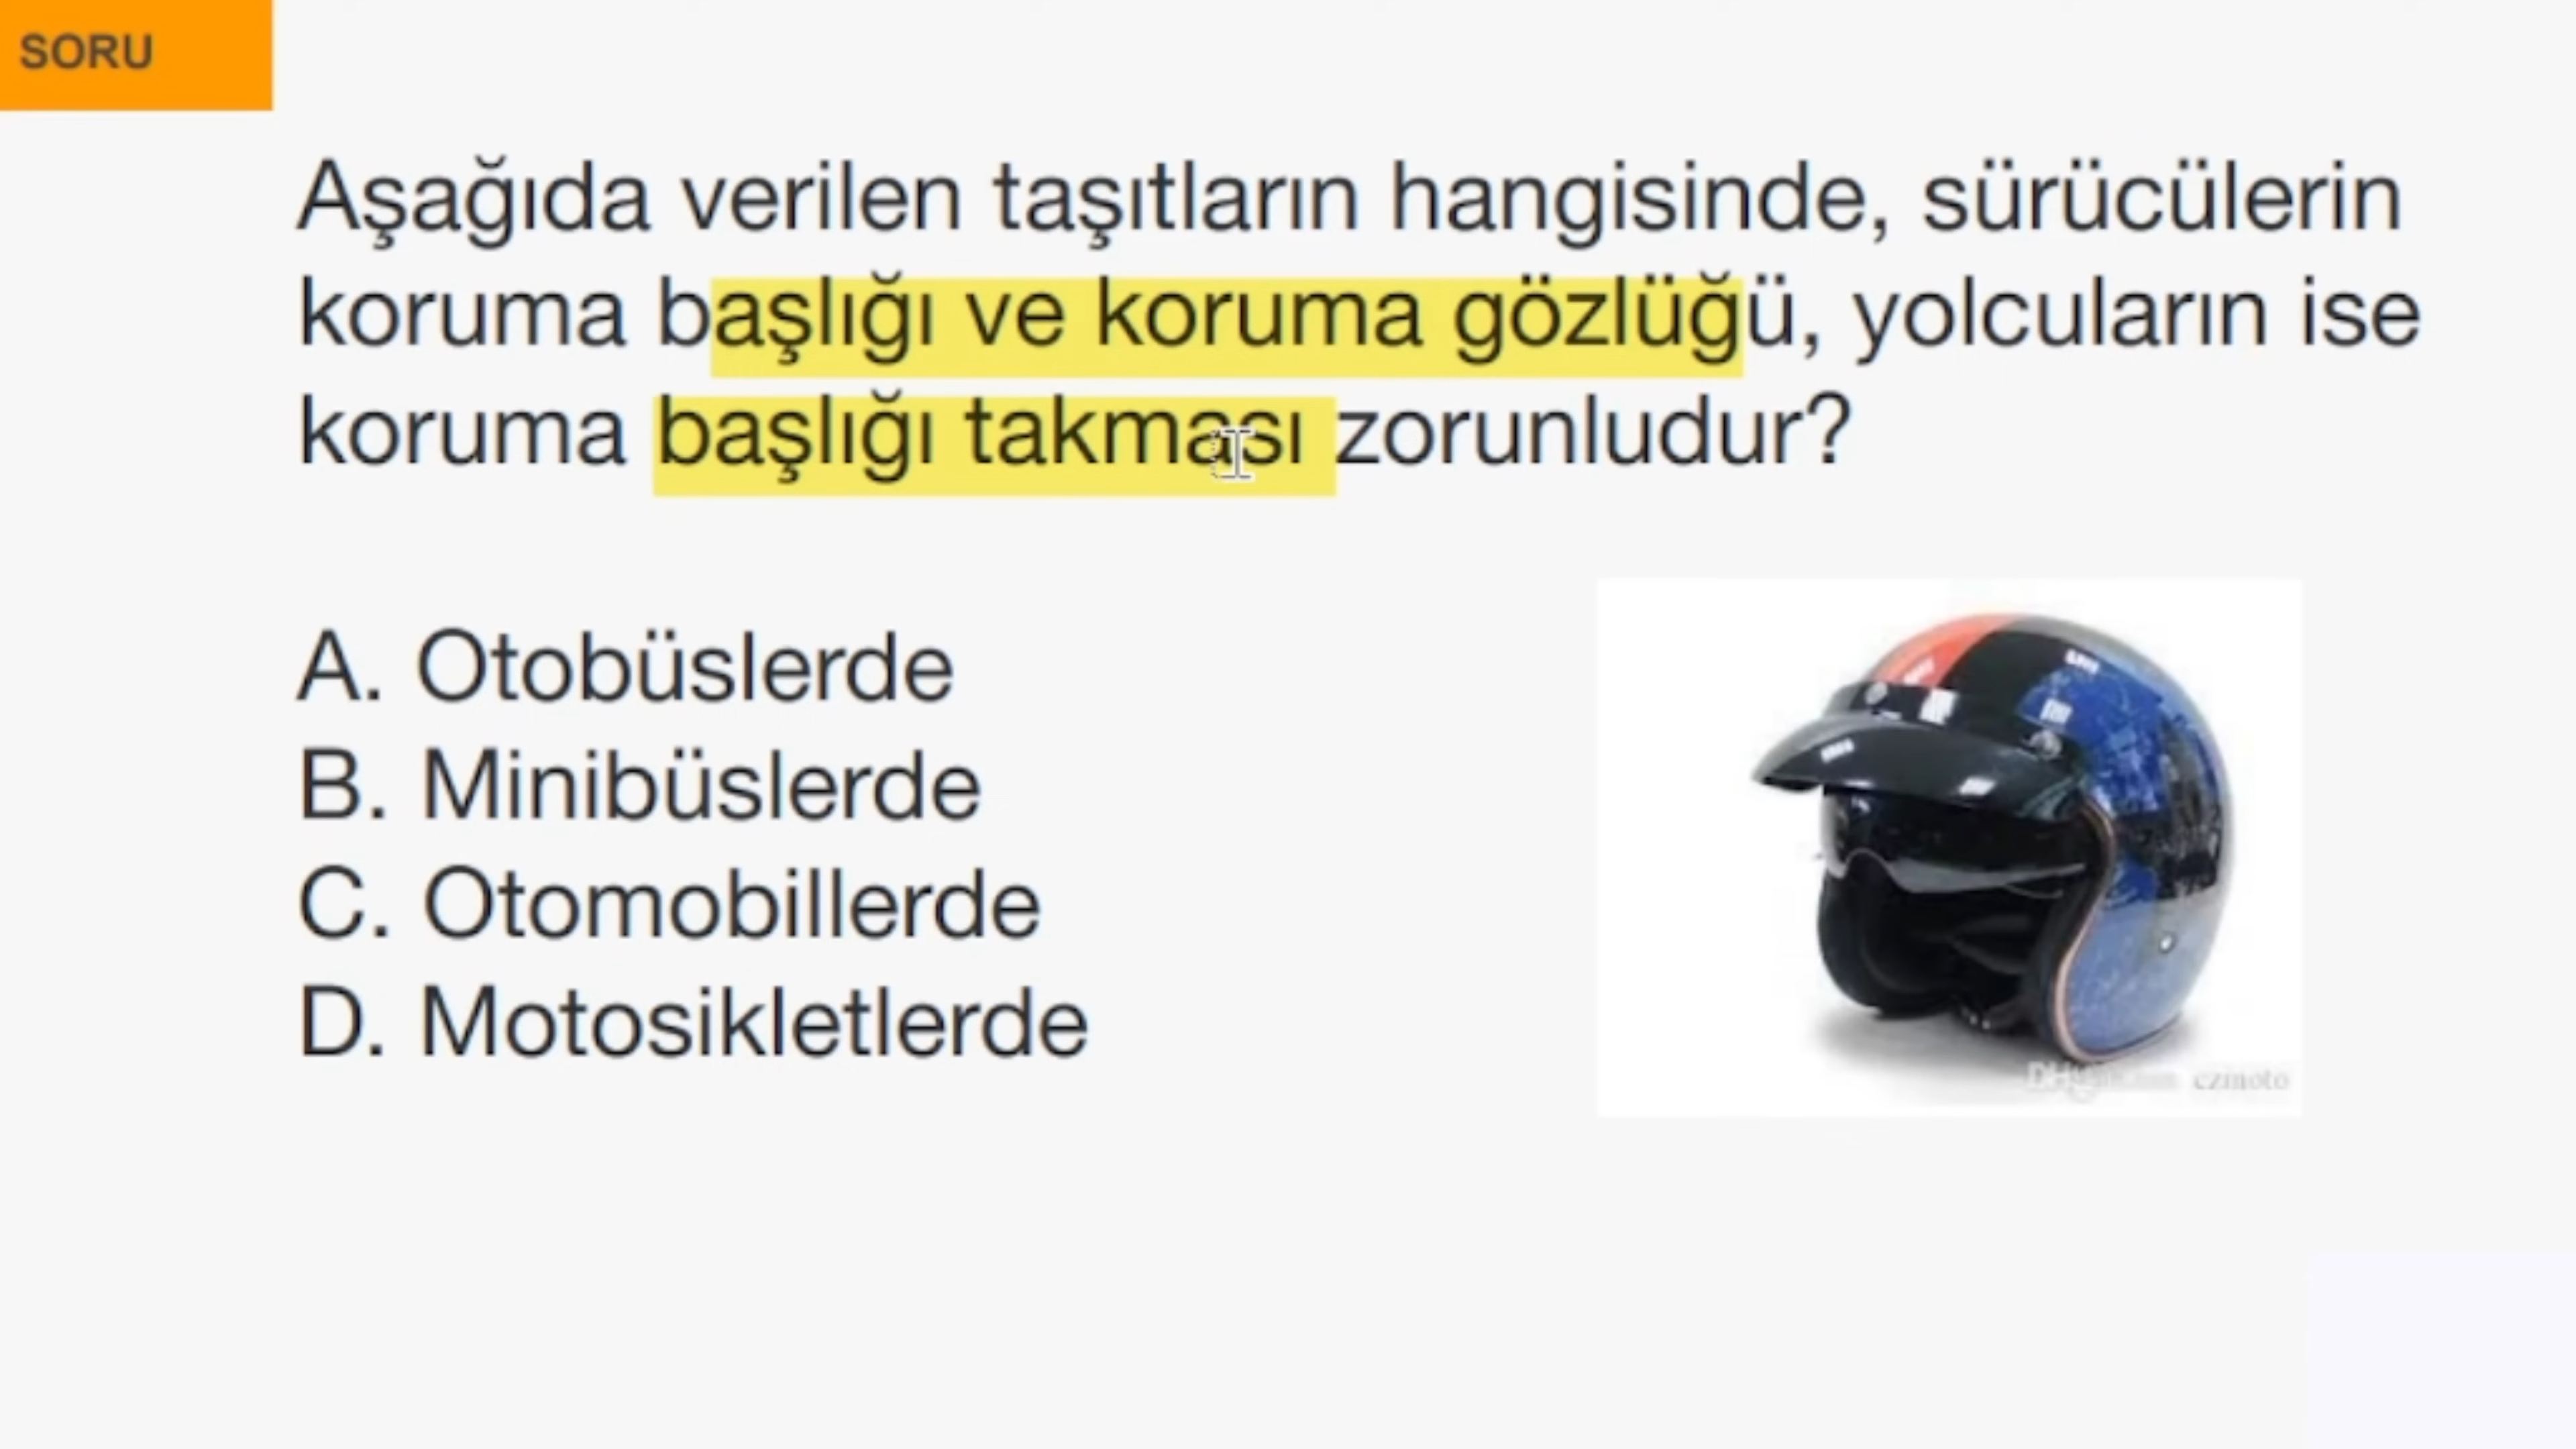 SORU
Aşağıda verilen taşıtların hangisinde, sürücülerin
koruma başlığı ve koruma gözlüğü, yolcuların ise
koruma başlığı takması zorunludur?
A. Otobüslerde
B. Minibüslerde
C. Otomobillerde
D. Motosikletlerde
czmoto